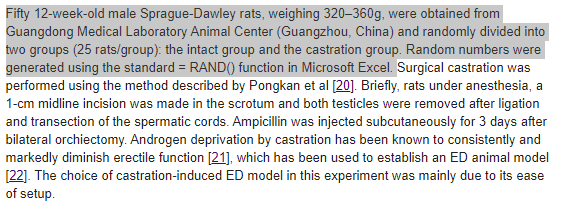 Fifty 12-week-old male Sprague-Dawley rats, weighing 320–360g, were obtained from
Guangdong Medical Laboratory Animal Center (Guangzhou, China) and randomly divided into
two groups (25 rats/group): the intact group and the castration group. Random numbers were
generated using the standard = RAND() function in Microsoft Excel. Surgical castration was
performed using the method described by Pongkan et al [20]. Briefly, rats under anesthesia, a
1-cm midline incision was made in the scrotum and both testicles were removed after ligation
and transection of the spermatic cords. Ampicillin was injected subcutaneously for 3 days after
bilateral orchiectomy. Androgen deprivation by castration has been known to consistently and
markedly diminish erectile function [21], which has been used to establish an ED animal model
[22]. The choice of castration-induced ED model in this experiment was mainly due to its ease
of setup.